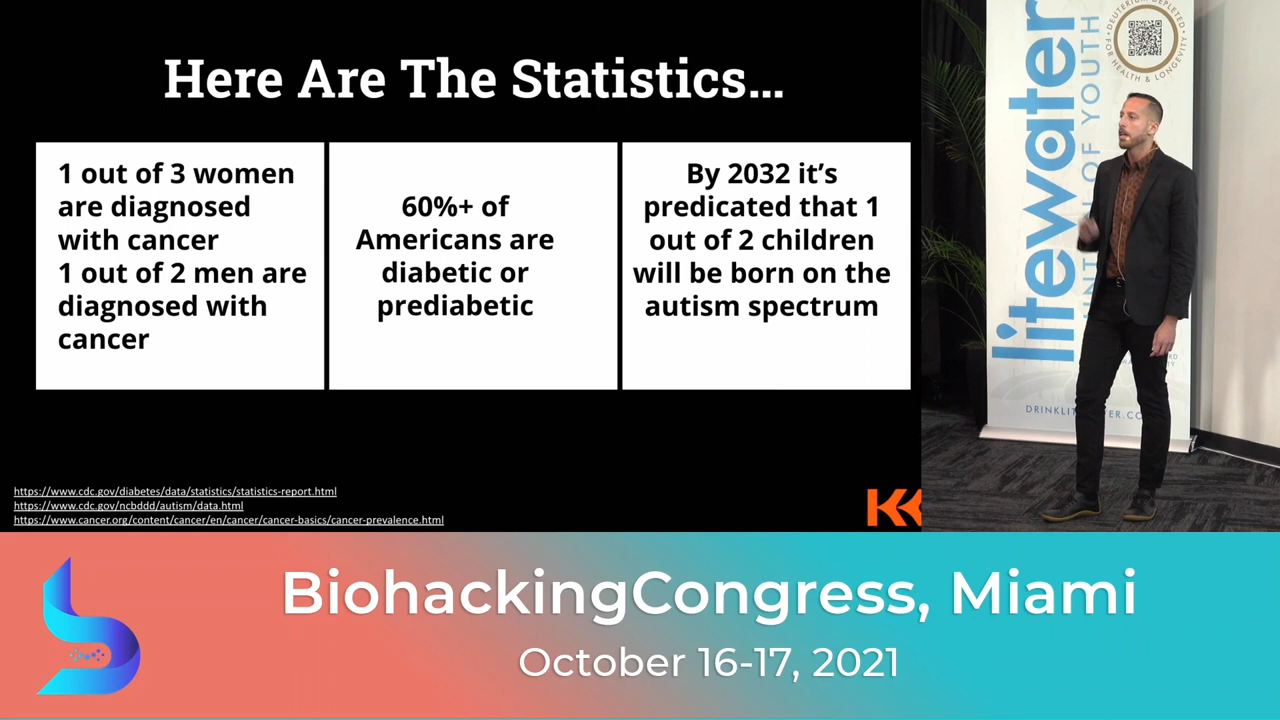 Here Are The Statistics...
1 out of 3 women
are diagnosed
with cancer
1 out of 2 men are
diagnosed with
cancer
60%+ of
Americans are
diabetic or
prediabetic
By 2032 it’s
predicated that 1
out of 2 children
will be born on the
autism spectrum
https://www.cdc.gov/diabetes/data/statistics/statistics-report.html
https://www.cdc.gov/ncbddd/autism/data.html
https://www.cancer.org/content/cancer/en/cancer/cancer-basics/cancer-prevalence.html
litewater
OF YOUTH
DEUTERIUM DEPLETED
FOR HEALTH & LONGEVITY
BiohackingCongress, Miami
October 16-17, 2021